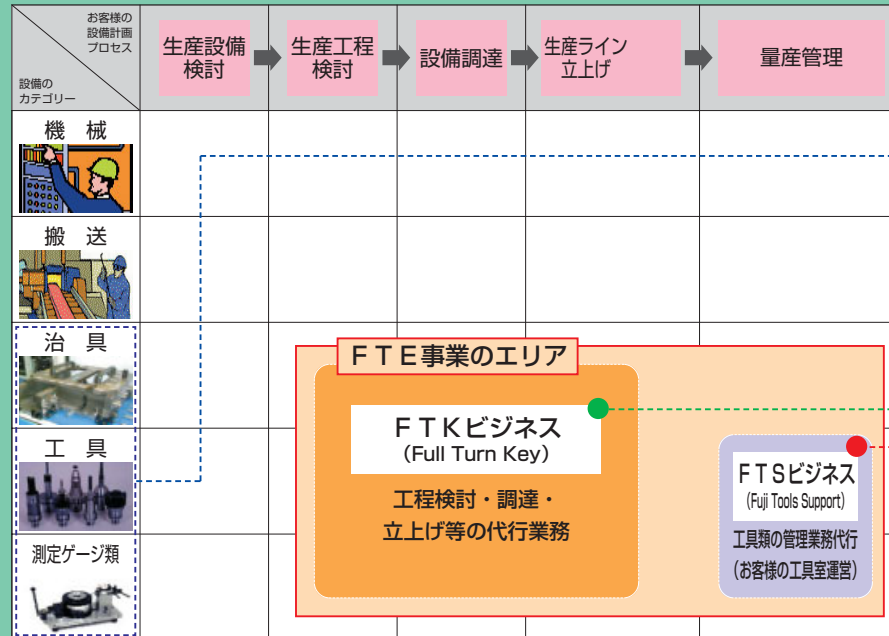 お客様の
設備計画
プロセス
設備の
カテゴリー
生産設備
検討
生産工程
検討
設備調達
生産ライン
立上げ
量産管理
機 械
搬 送
治 具
工 具
測定ゲージ類
ＦＴＥ事業のエリア
ＦＴＫビジネス
(Full Turn Key)
工程検討・調達・
立上げ等の代行業務
ＦＴＳビジネス
(Fuji Tools Support)
工具類の管理業務代行
(お客様の工具室運営)